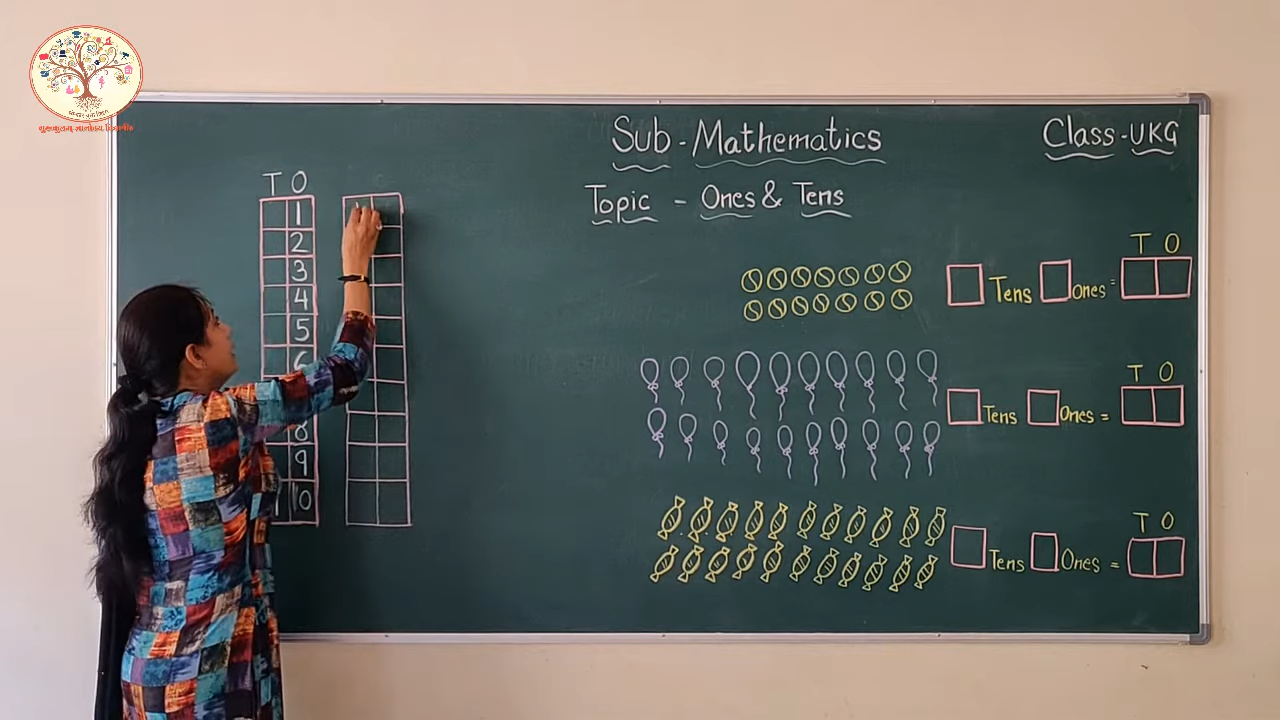 Sub - Mathematics
Class - UKG
Topic - Ones & Tens
T O
1
2
3
4
5
6
8
9
10
T O
Tens Ones =
T O
Tens Ones =
T O
Tens Ones =